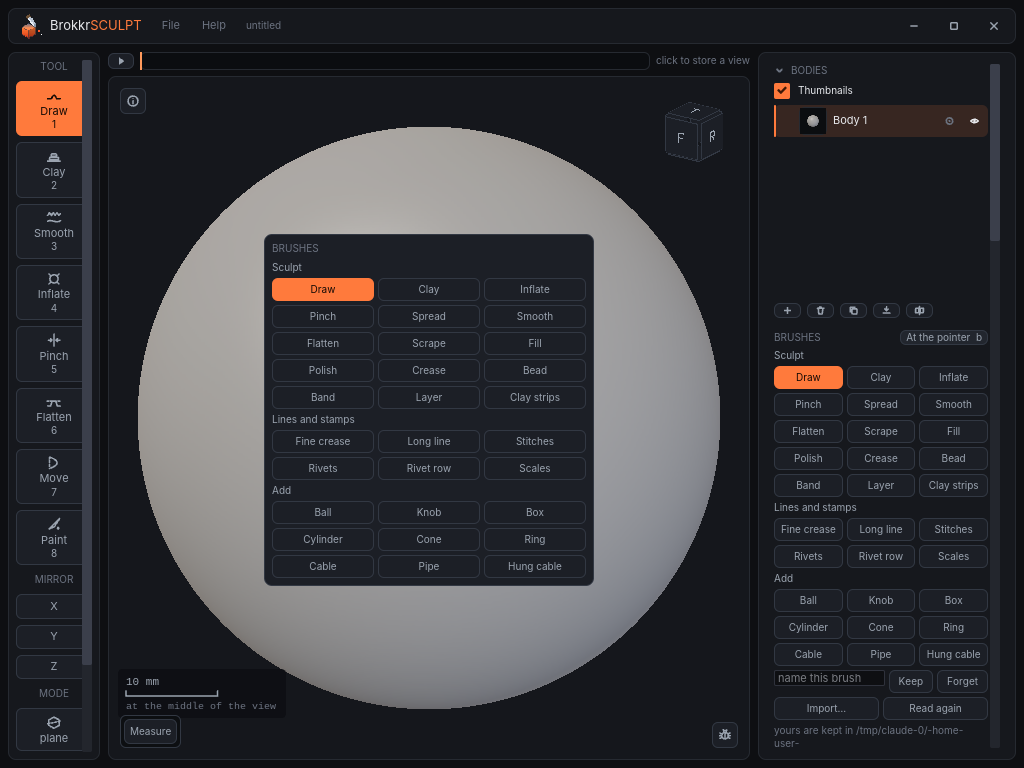 BrokkrSCULPT File Help untitled
TOOL
Draw
1
Clay
2
Smooth
3
Inflate
4
Pinch
5
Flatten
6
Move
7
Paint
8
MIRROR
X
Y
Z
MODE
plane
click to store a view
F R
BRUSHES
Sculpt
Draw Clay Inflate
Pinch Spread Smooth
Flatten Scrape Fill
Polish Crease Bead
Band Layer Clay strips
Lines and stamps
Fine crease Long line Stitches
Rivets Rivet row Scales
Add
Ball Knob Box
Cylinder Cone Ring
Cable Pipe Hung cable
10 mm
at the middle of the view
Measure
BODIES
Thumbnails
Body 1
BRUSHES At the pointer b
Sculpt
Draw Clay Inflate
Pinch Spread Smooth
Flatten Scrape Fill
Polish Crease Bead
Band Layer Clay strips
Lines and stamps
Fine crease Long line Stitches
Rivets Rivet row Scales
Add
Ball Knob Box
Cylinder Cone Ring
Cable Pipe Hung cable
name this brush Keep Forget
Import... Read again
yours are kept in /tmp/claude-0/-home-
user-